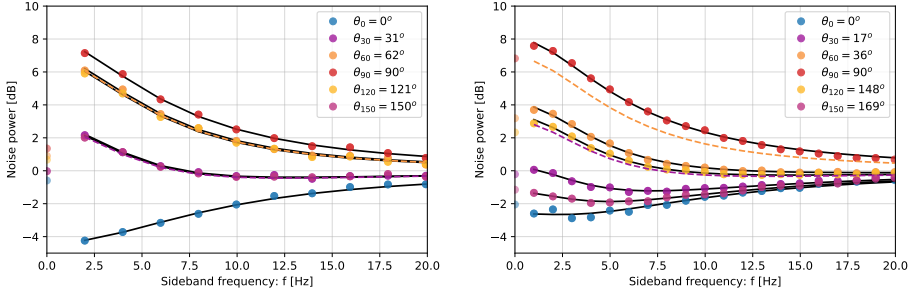 10
8
6
4
2
0
−2
−4
Noise power [dB]
0.0 2.5 5.0 7.5 10.0 12.5 15.0 17.5 20.0
Sideband frequency: f [Hz]
θ₀ = 0°
θ₃₀ = 31°
θ₆₀ = 62°
θ₉₀ = 90°
θ₁₂₀ = 121°
θ₁₅₀ = 150°
10
8
6
4
2
0
−2
−4
Noise power [dB]
0.0 2.5 5.0 7.5 10.0 12.5 15.0 17.5 20.0
Sideband frequency: f [Hz]
θ₀ = 0°
θ₃₀ = 17°
θ₆₀ = 36°
θ₉₀ = 90°
θ₁₂₀ = 148°
θ₁₅₀ = 169°